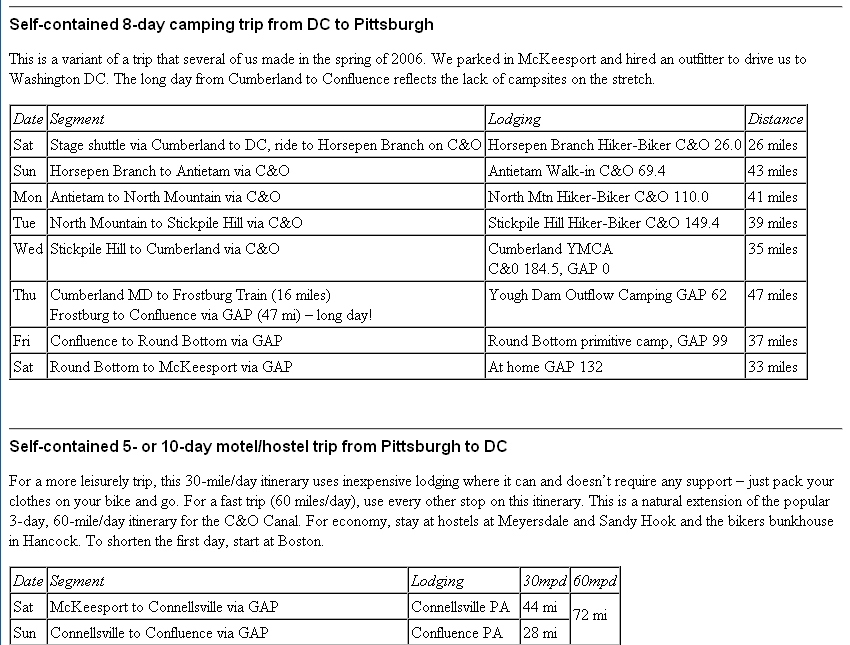 Self-contained 8-day camping trip from DC to Pittsburgh
This is a variant of a trip that several of us made in the spring of 2006. We parked in McKeesport and hired an outfitter to drive us to
Washington DC. The long day from Cumberland to Confluence reflects the lack of campsites on the stretch.
Date Segment Lodging Distance
Sat Stage shuttle via Cumberland to DC, ride to Horsepen Branch on C&O Horsepen Branch Hiker-Biker C&O 26.0 26 miles
Sun Horsepen Branch to Antietam via C&O Antietam Walk-in C&O 69.4 43 miles
Mon Antietam to North Mountain via C&O North Mtn Hiker-Biker C&O 110.0 41 miles
Tue North Mountain to Stickpile Hill via C&O Stickpile Hill Hiker-Biker C&O 149.4 39 miles
Wed Stickpile Hill to Cumberland via C&O Cumberland YMCA 35 miles
C&0 184.5, GAP 0
Thu Cumberland MD to Frostburg Train (16 miles) Yough Dam Outflow Camping GAP 62 47 miles
Frostburg to Confluence via GAP (47 mi) – long day!
Fri Confluence to Round Bottom via GAP Round Bottom primitive camp, GAP 99 37 miles
Sat Round Bottom to McKeesport via GAP At home GAP 132 33 miles
Self-contained 5- or 10-day motel/hostel trip from Pittsburgh to DC
For a more leisurely trip, this 30-mile/day itinerary uses inexpensive lodging where it can and doesn't require any support – just pack your
clothes on your bike and go. For a fast trip (60 miles/day), use every other stop on this itinerary. This is a natural extension of the popular
3-day, 60-mile/day itinerary for the C&O Canal. For economy, stay at hostels at Meyersdale and Sandy Hook and the bikers bunkhouse
in Hancock. To shorten the first day, start at Boston.
Date Segment Lodging 30mpd 60mpd
Sat McKeesport to Connellsville via GAP Connellsville PA 44 mi 72 mi
Sun Connellsville to Confluence via GAP Confluence PA 28 mi